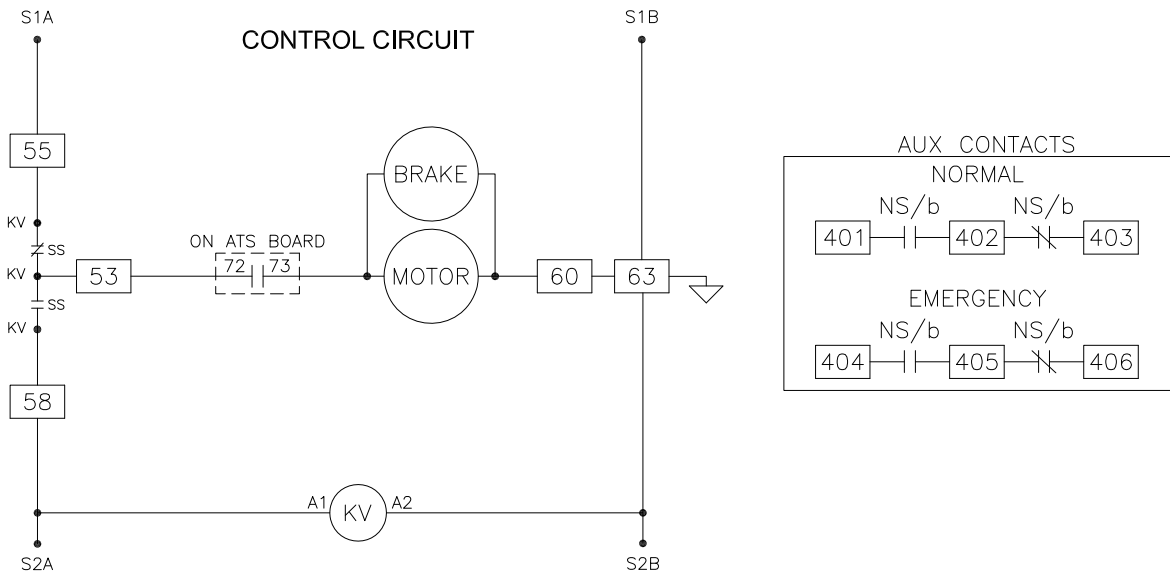 S1A
S1B
CONTROL CIRCUIT
55
BRAKE
AUX CONTACTS
NORMAL
NS/b NS/b
401 402 403
KV
SS
ON ATS BOARD
72 73
KV
53
MOTOR
60
63
SS
KV
EMERGENCY
NS/b NS/b
404 405 406
58
A1 KV A2
S2A
S2B